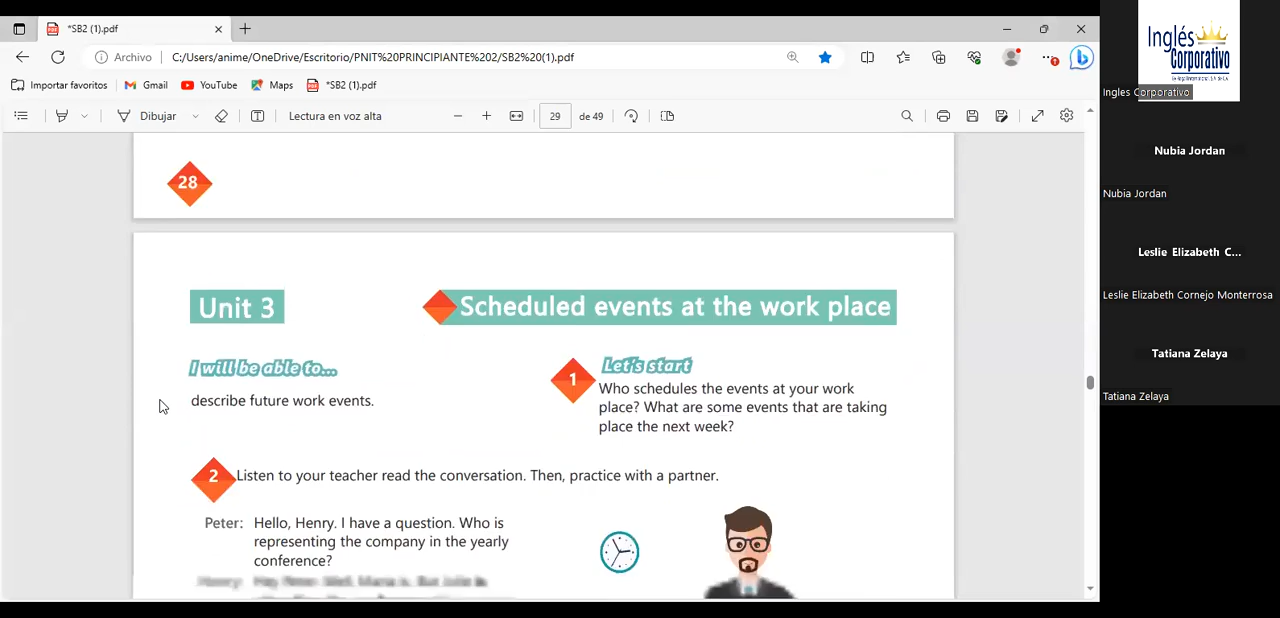 *SB2 (1).pdf
Archivo
C:/Users/anime/OneDrive/Escritorio/PNIT%20PRINCIPIANTE%202/SB2%20(1).pdf
Importar favoritos
Gmail
YouTube
Maps
*SB2 (1).pdf
Dibujar
Lectura en voz alta
29
de 49
28
Unit 3
Scheduled events at the work place
I will be able to...
describe future work events.
1
Let's start
Who schedules the events at your work
place? What are some events that are taking
place the next week?
2
Listen to your teacher read the conversation. Then, practice with a partner.
Peter: Hello, Henry. I have a question. Who is
representing the company in the yearly
conference?
Inglés
Corporativo
Ingles Corporativo
Nubia Jordan
Nubia Jordan
Leslie Elizabeth C...
Leslie Elizabeth Cornejo Monterrosa
Tatiana Zelaya
Tatiana Zelaya